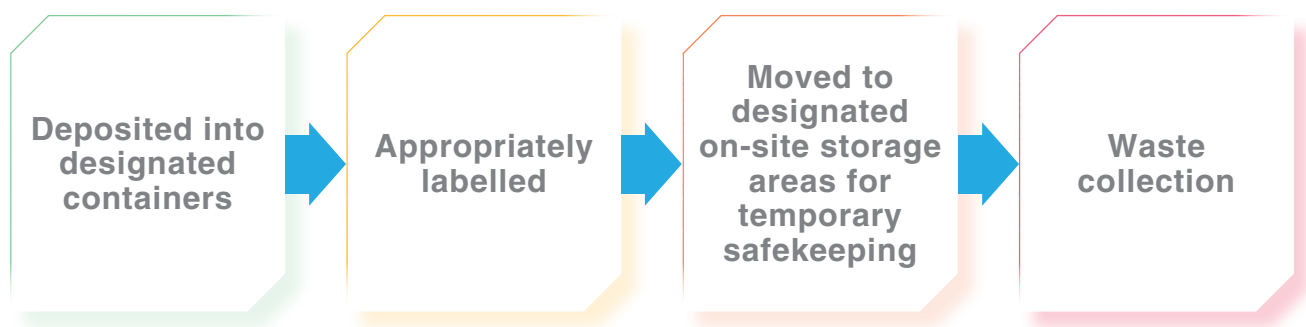 Deposited into
designated
containers
Appropriately
labelled
Moved to
designated
on-site storage
areas for
temporary
safekeeping
Waste
collection